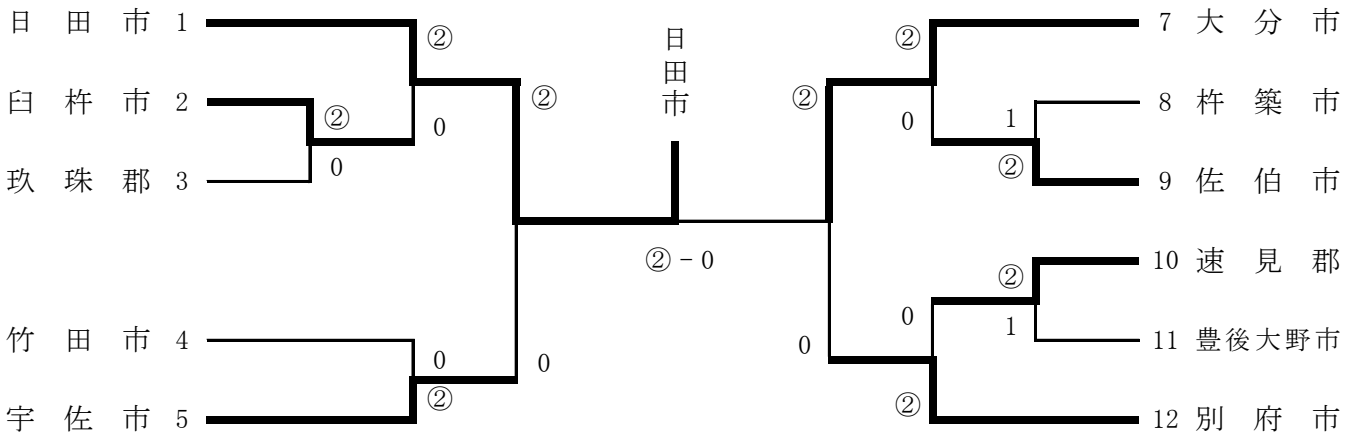 日田市 1
②
日田市
②
7 大分市
臼杵市 2
②
0
②
②
0
1
8 杵築市
玖珠郡 3
0
②
9 佐伯市
②-0
②
10 速見郡
竹田市 4
0
0
0
0
1
11 豊後大野市
宇佐市 5
②
②
12 別府市